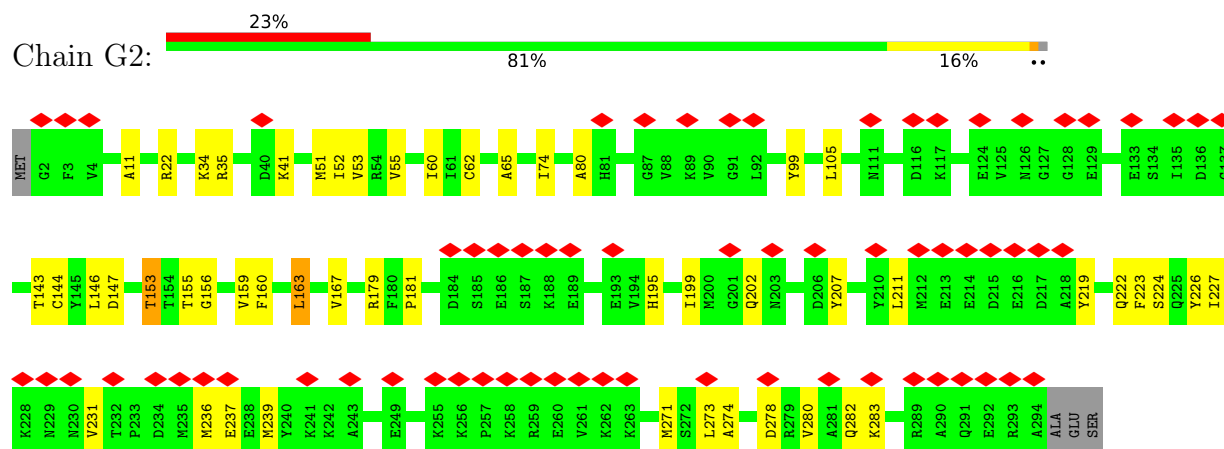 23%
Chain G2:
81% 16% ••
MET G2 F3 V4 A11 R22 K34 R35 D40 K41 M51 I52 V53 R54 V55 I60 I61 C62 A65 I74 A80 H81 G87 V88 K89 V90 G91 L92 Y99 L105 N111 D116 K117 E124 V125 N126 G127 G128 E129 E133 S134 I135 D136 G137
T143 C144 Y145 L146 D147 T153 T154 T155 G156 V159 F160 L163 V167 R179 F180 P181 D184 S185 E186 S187 K188 E189 E193 V194 H195 I199 M200 G201 Q202 N203 D206 Y207 Y210 L211 M212 E213 E214 D215 E216 D217 A218 Y219 Q222 F223 S224 Q225 Y226 I227
K228 N229 N230 V231 T232 P233 D234 M235 M236 E237 E238 M239 Y240 K241 K242 A243 E249 K255 K256 P257 K258 R259 E260 V261 K262 K263 M271 S272 L273 A274 D278 R279 V280 A281 Q282 K283 R289 A290 Q291 E292 R293 A294 ALA GLU SER